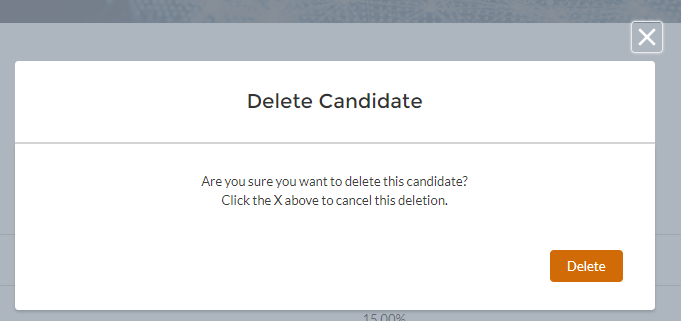 Delete Candidate
Are you sure you want to delete this candidate?
Click the X above to cancel this deletion.
Delete
15.00%